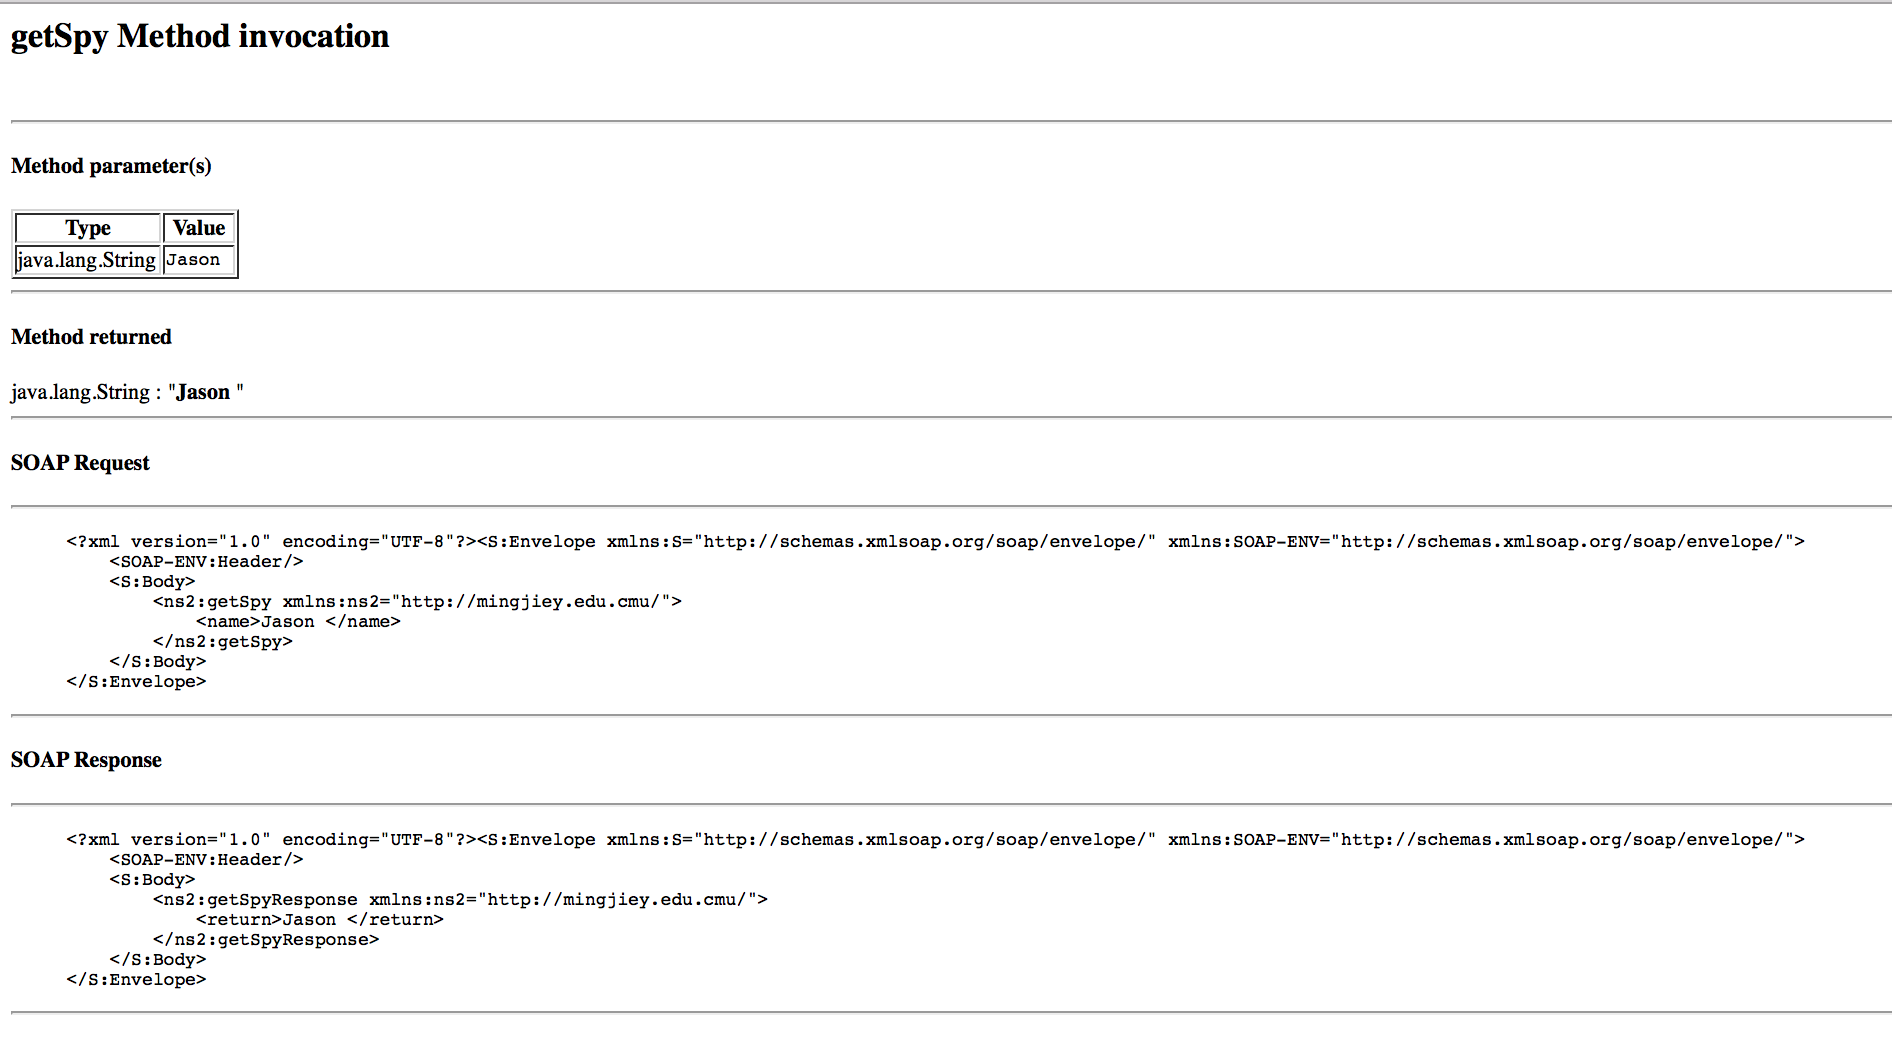 getSpy Method invocation
Method parameter(s)
Type Value
java.lang.String Jason
Method returned
java.lang.String : "Jason "
SOAP Request
<?xml version="1.0" encoding="UTF-8"?><S:Envelope xmlns:S="http://schemas.xmlsoap.org/soap/envelope/" xmlns:SOAP-ENV="http://schemas.xmlsoap.org/soap/envelope/">
    <SOAP-ENV:Header/>
    <S:Body>
        <ns2:getSpy xmlns:ns2="http://mingjiey.edu.cmu/">
            <name>Jason </name>
        </ns2:getSpy>
    </S:Body>
</S:Envelope>
SOAP Response
<?xml version="1.0" encoding="UTF-8"?><S:Envelope xmlns:S="http://schemas.xmlsoap.org/soap/envelope/" xmlns:SOAP-ENV="http://schemas.xmlsoap.org/soap/envelope/">
    <SOAP-ENV:Header/>
    <S:Body>
        <ns2:getSpyResponse xmlns:ns2="http://mingjiey.edu.cmu/">
            <return>Jason </return>
        </ns2:getSpyResponse>
    </S:Body>
</S:Envelope>